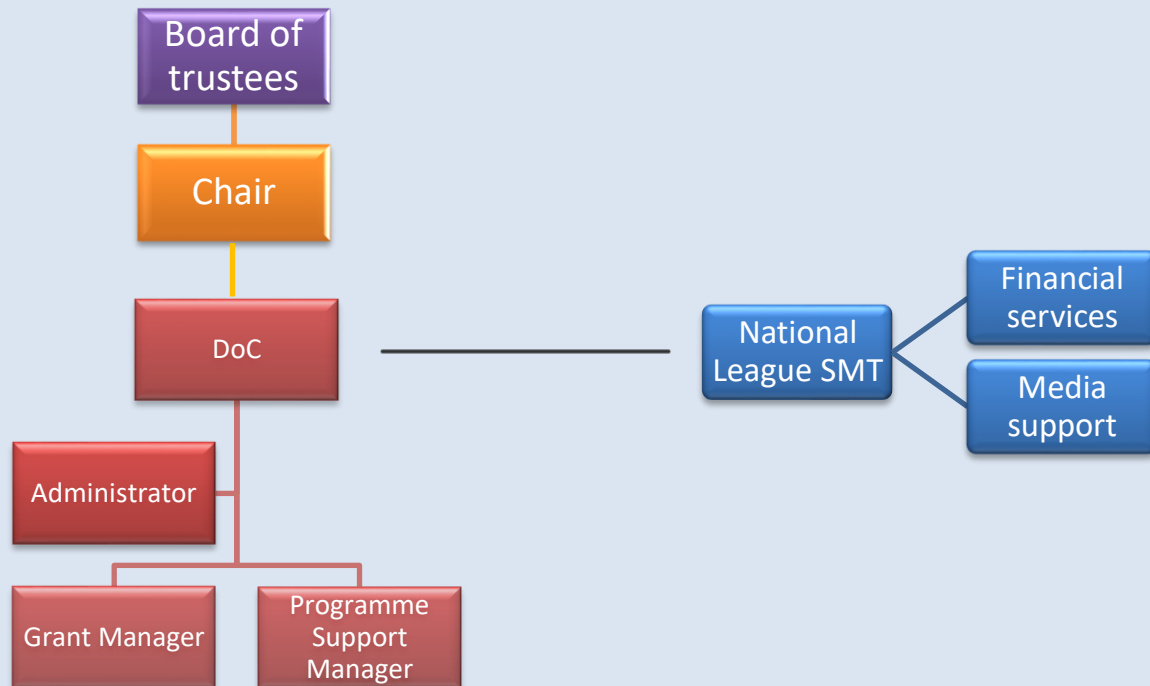 Board of
trustees
Chair
DoC
Administrator
Grant Manager
Programme
Support
Manager
National
League SMT
Financial
services
Media
support